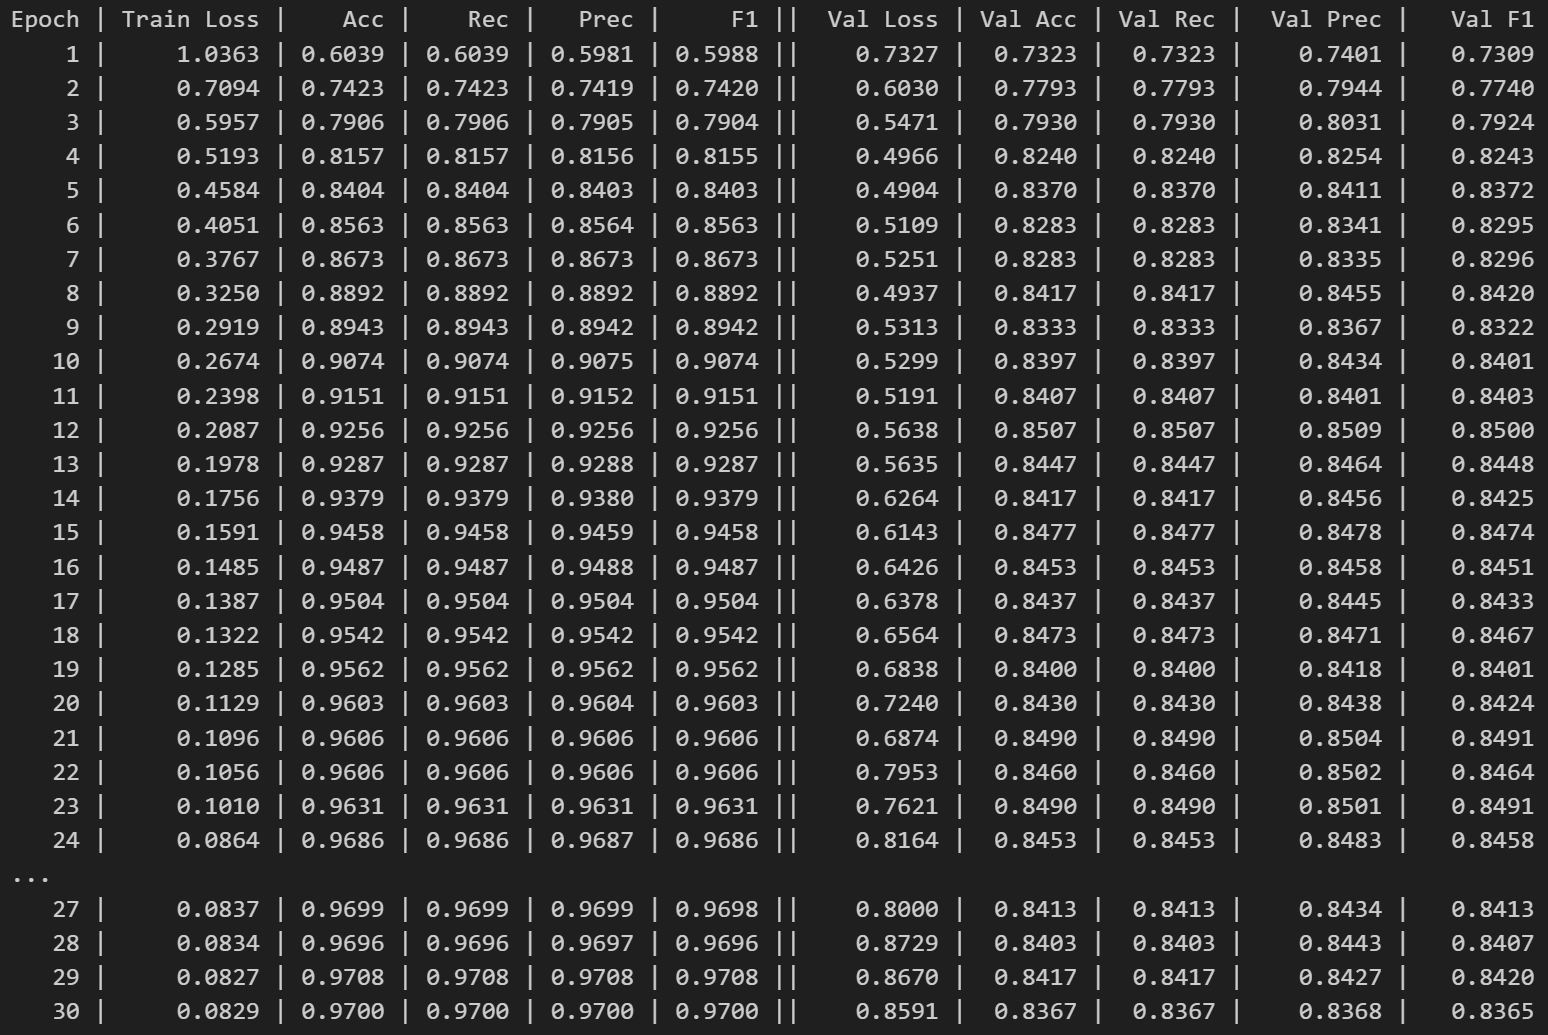 Epoch | Train Loss | Acc | Rec | Prec | F1 || Val Loss | Val Acc | Val Rec | Val Prec | Val F1
1 | 1.0363 | 0.6039 | 0.6039 | 0.5981 | 0.5988 || 0.7327 | 0.7323 | 0.7323 | 0.7401 | 0.7309
2 | 0.7094 | 0.7423 | 0.7423 | 0.7419 | 0.7420 || 0.6030 | 0.7793 | 0.7793 | 0.7944 | 0.7740
3 | 0.5957 | 0.7906 | 0.7906 | 0.7905 | 0.7904 || 0.5471 | 0.7930 | 0.7930 | 0.8031 | 0.7924
4 | 0.5193 | 0.8157 | 0.8157 | 0.8156 | 0.8155 || 0.4966 | 0.8240 | 0.8240 | 0.8254 | 0.8243
5 | 0.4584 | 0.8404 | 0.8404 | 0.8403 | 0.8403 || 0.4904 | 0.8370 | 0.8370 | 0.8411 | 0.8372
6 | 0.4051 | 0.8563 | 0.8563 | 0.8564 | 0.8563 || 0.5109 | 0.8283 | 0.8283 | 0.8341 | 0.8295
7 | 0.3767 | 0.8673 | 0.8673 | 0.8673 | 0.8673 || 0.5251 | 0.8283 | 0.8283 | 0.8335 | 0.8296
8 | 0.3250 | 0.8892 | 0.8892 | 0.8892 | 0.8892 || 0.4937 | 0.8417 | 0.8417 | 0.8455 | 0.8420
9 | 0.2919 | 0.8943 | 0.8943 | 0.8942 | 0.8942 || 0.5313 | 0.8333 | 0.8333 | 0.8367 | 0.8322
10 | 0.2674 | 0.9074 | 0.9074 | 0.9075 | 0.9074 || 0.5299 | 0.8397 | 0.8397 | 0.8434 | 0.8401
11 | 0.2398 | 0.9151 | 0.9151 | 0.9152 | 0.9151 || 0.5191 | 0.8407 | 0.8407 | 0.8401 | 0.8403
12 | 0.2087 | 0.9256 | 0.9256 | 0.9256 | 0.9256 || 0.5638 | 0.8507 | 0.8507 | 0.8509 | 0.8500
13 | 0.1978 | 0.9287 | 0.9287 | 0.9288 | 0.9287 || 0.5635 | 0.8447 | 0.8447 | 0.8464 | 0.8448
14 | 0.1756 | 0.9379 | 0.9379 | 0.9380 | 0.9379 || 0.6264 | 0.8417 | 0.8417 | 0.8456 | 0.8425
15 | 0.1591 | 0.9458 | 0.9458 | 0.9459 | 0.9458 || 0.6143 | 0.8477 | 0.8477 | 0.8478 | 0.8474
16 | 0.1485 | 0.9487 | 0.9487 | 0.9488 | 0.9487 || 0.6426 | 0.8453 | 0.8453 | 0.8458 | 0.8451
17 | 0.1387 | 0.9504 | 0.9504 | 0.9504 | 0.9504 || 0.6378 | 0.8437 | 0.8437 | 0.8445 | 0.8433
18 | 0.1322 | 0.9542 | 0.9542 | 0.9542 | 0.9542 || 0.6564 | 0.8473 | 0.8473 | 0.8471 | 0.8467
19 | 0.1285 | 0.9562 | 0.9562 | 0.9562 | 0.9562 || 0.6838 | 0.8400 | 0.8400 | 0.8418 | 0.8401
20 | 0.1129 | 0.9603 | 0.9603 | 0.9604 | 0.9603 || 0.7240 | 0.8430 | 0.8430 | 0.8438 | 0.8424
21 | 0.1096 | 0.9606 | 0.9606 | 0.9606 | 0.9606 || 0.6874 | 0.8490 | 0.8490 | 0.8504 | 0.8491
22 | 0.1056 | 0.9606 | 0.9606 | 0.9606 | 0.9606 || 0.7953 | 0.8460 | 0.8460 | 0.8502 | 0.8464
23 | 0.1010 | 0.9631 | 0.9631 | 0.9631 | 0.9631 || 0.7621 | 0.8490 | 0.8490 | 0.8501 | 0.8491
24 | 0.0864 | 0.9686 | 0.9686 | 0.9687 | 0.9686 || 0.8164 | 0.8453 | 0.8453 | 0.8483 | 0.8458
...
27 | 0.0837 | 0.9699 | 0.9699 | 0.9699 | 0.9698 || 0.8000 | 0.8413 | 0.8413 | 0.8434 | 0.8413
28 | 0.0834 | 0.9696 | 0.9696 | 0.9697 | 0.9696 || 0.8729 | 0.8403 | 0.8403 | 0.8443 | 0.8407
29 | 0.0827 | 0.9708 | 0.9708 | 0.9708 | 0.9708 || 0.8670 | 0.8417 | 0.8417 | 0.8427 | 0.8420
30 | 0.0829 | 0.9700 | 0.9700 | 0.9700 | 0.9700 || 0.8591 | 0.8367 | 0.8367 | 0.8368 | 0.8365